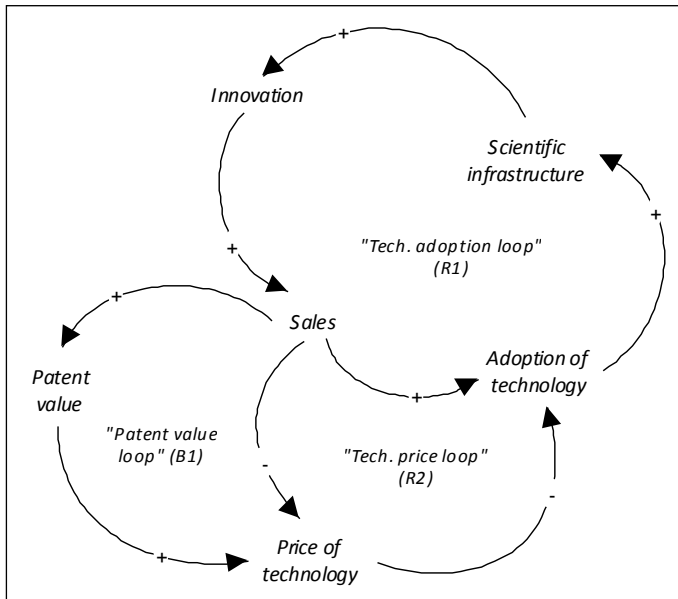 +
Innovation
Scientific
infrastructure
+
"Tech. adoption loop"
(R1)
+
+
Sales
Patent
value
Adoption of
technology
+
"Patent value
loop" (B1)
"Tech. price loop"
(R2)
-
-
+
Price of
technology